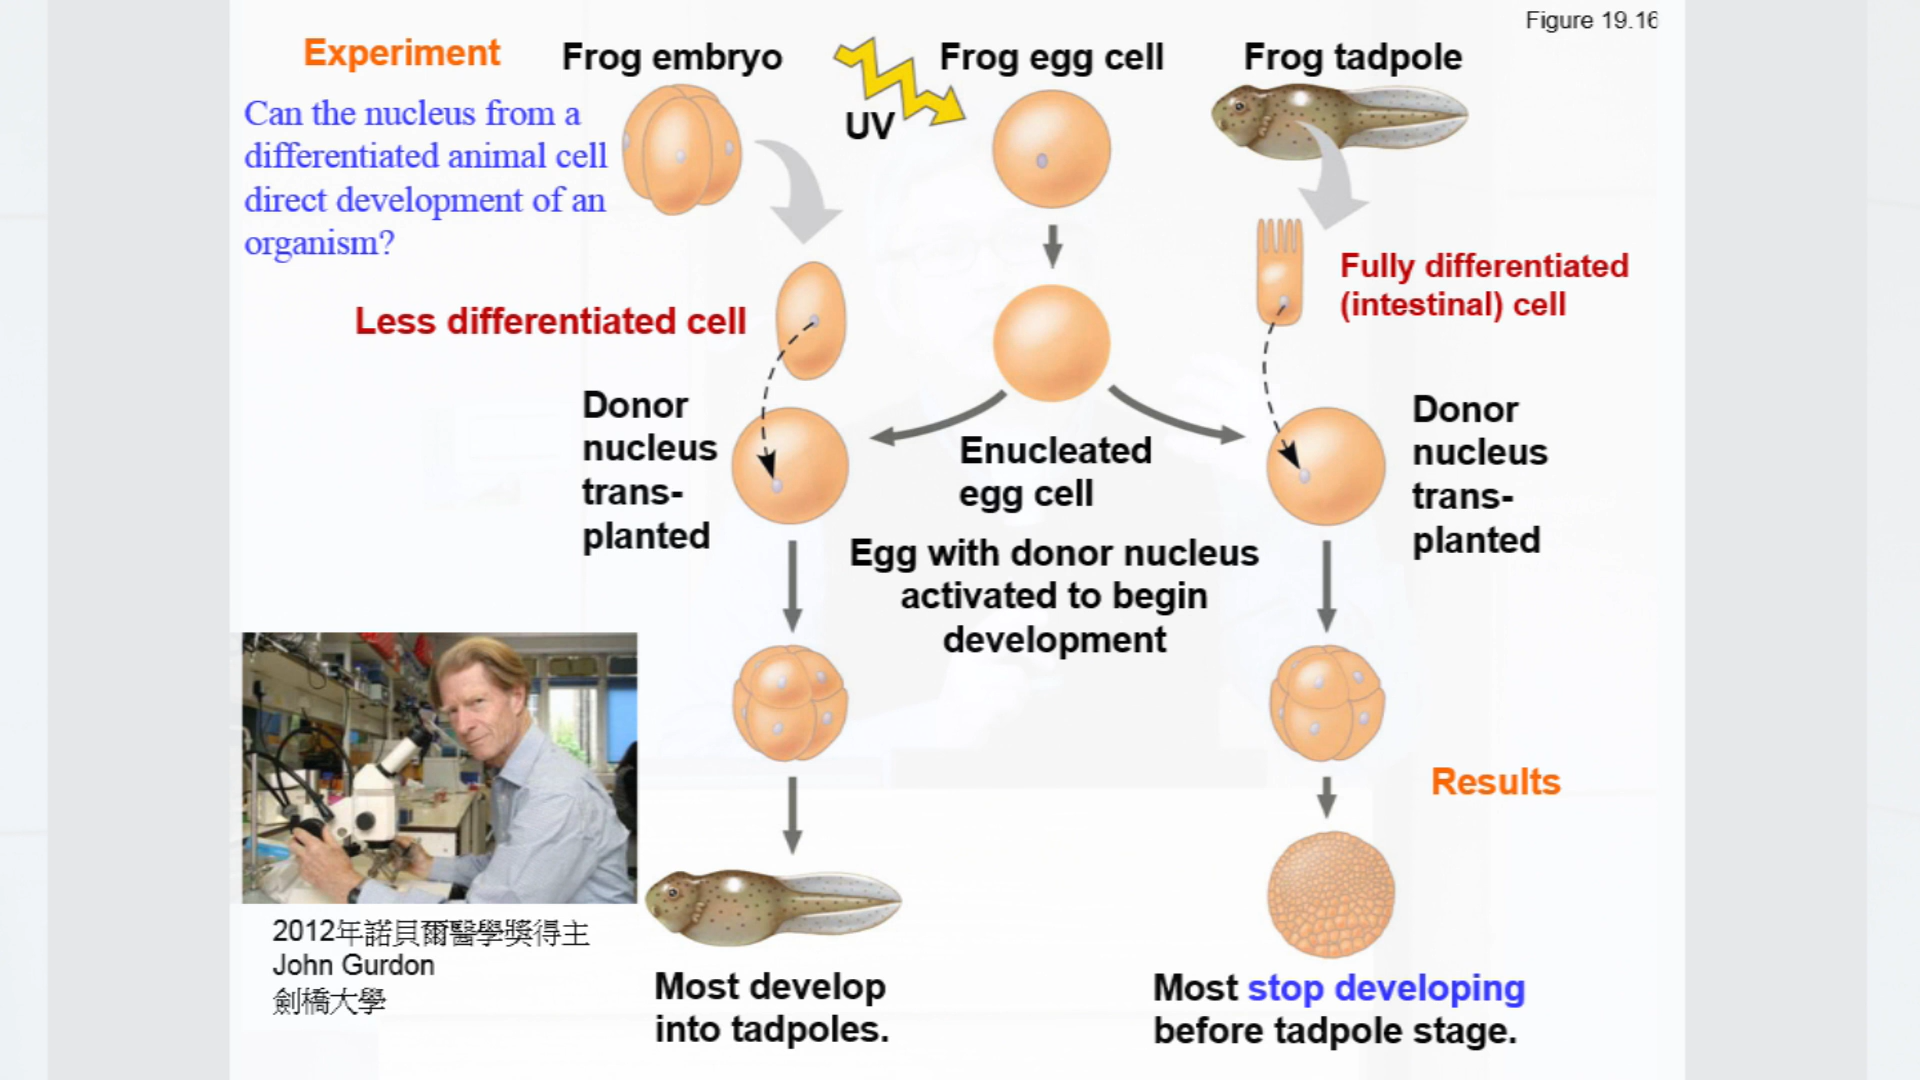 Figure 19.16
Experiment
Can the nucleus from a
differentiated animal cell
direct development of an
organism?
Frog embryo
UV
Frog egg cell
Frog tadpole
Less differentiated cell
Fully differentiated
(intestinal) cell
Donor
nucleus
trans-
planted
Enucleated
egg cell
Donor
nucleus
trans-
planted
Egg with donor nucleus
activated to begin
development
Results
2012年諾貝爾醫學獎得主
John Gurdon
劍橋大學
Most develop
into tadpoles.
Most stop developing
before tadpole stage.